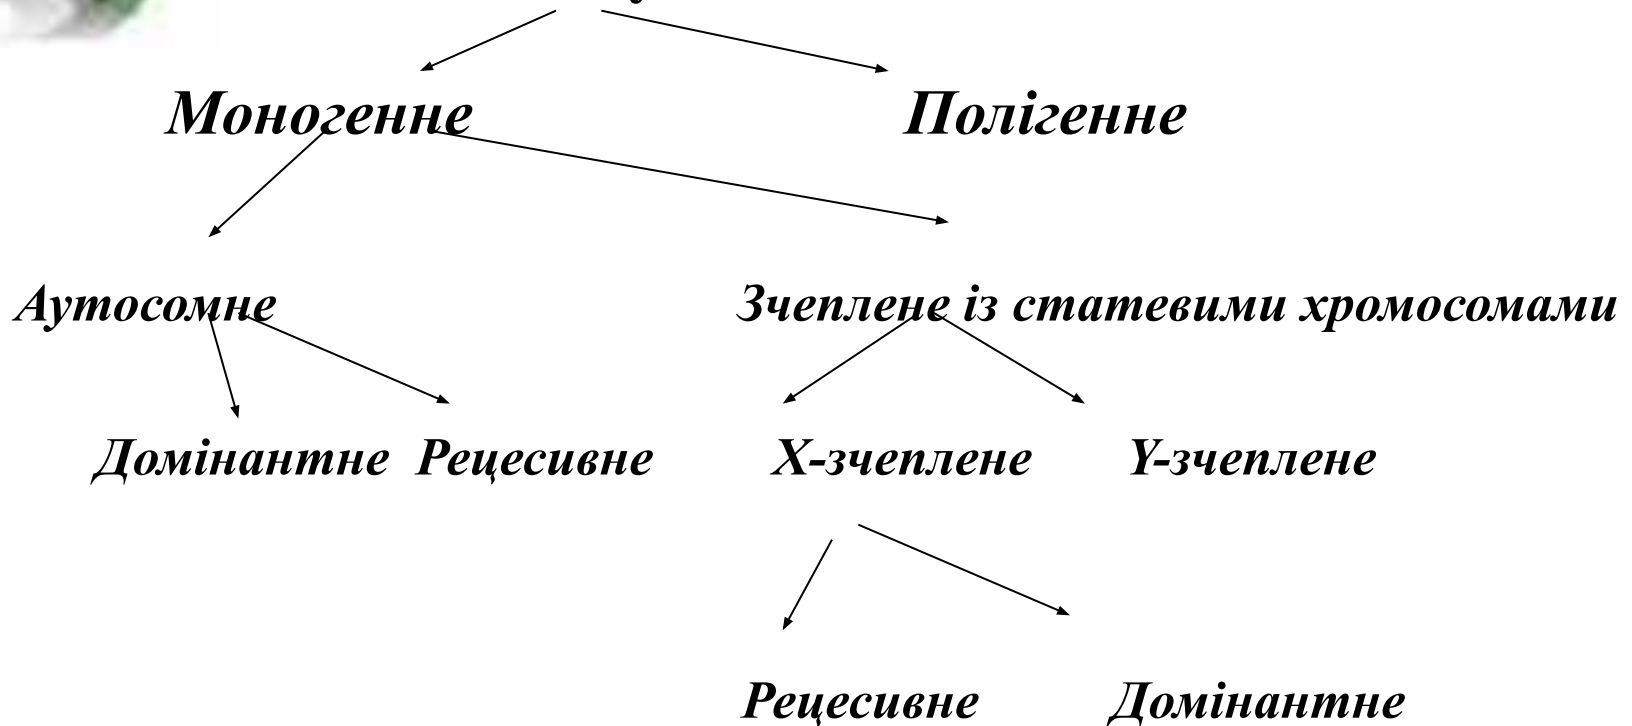 Моногенне Полігенне
Аутосомне Зчеплене із статевими хромосомами
Домінантне Рецесивне Х-зчеплене Y-зчеплене
Рецесивне Домінантне